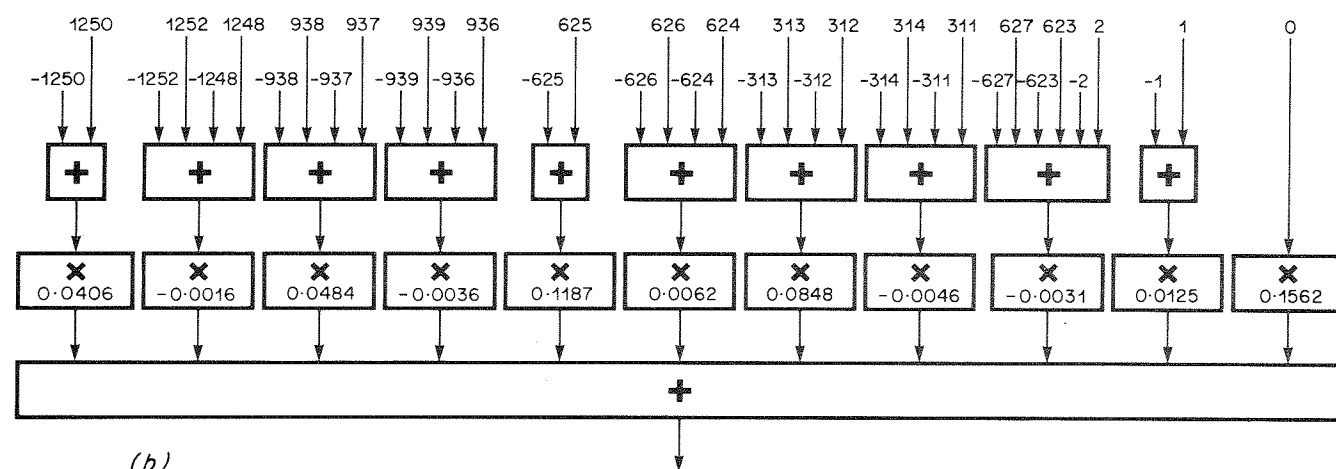 1250 1252 1248 938 937 939 936 625 626 624 313 312 314 311 627 623 2 1 0
-1250 -1252 -1248 -938 -937 -939 -936 -625 -626 -624 -313 -312 -314 -311 -627 -623 -2 -1
+ + + + + + + + + +
× × × × × × × × × × ×
0·0406 -0·0016 0·0484 -0·0036 0·1187 0·0062 0·0848 -0·0046 -0·0031 0·0125 0·1562
+
(b)